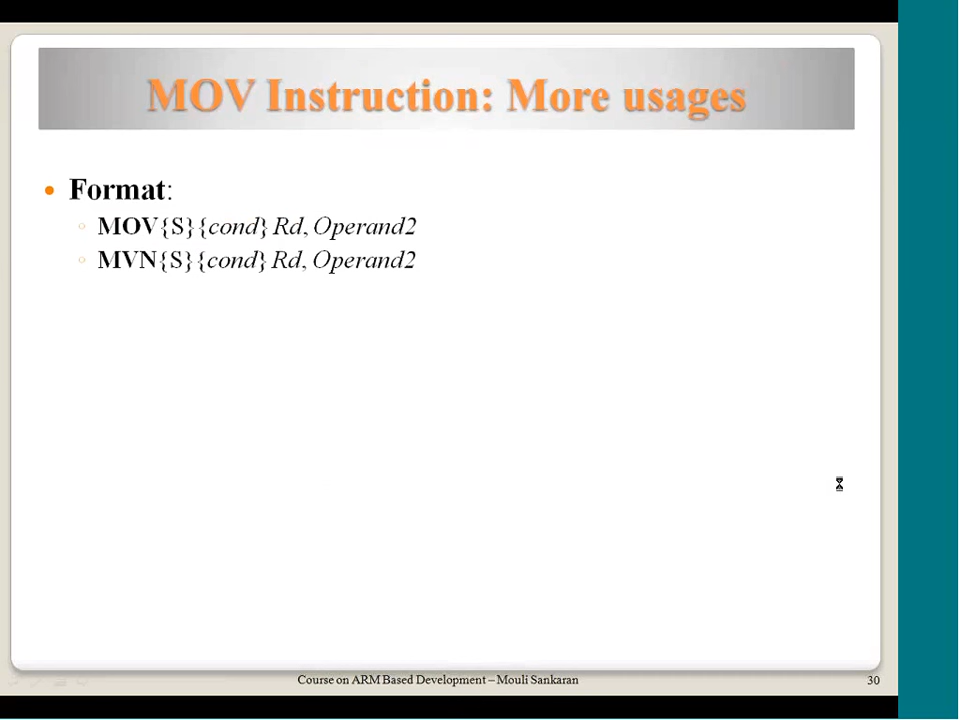 MOV Instruction: More usages
Format:
MOV{S}{cond} Rd, Operand2
MVN{S}{cond} Rd, Operand2
Course on ARM Based Development – Mouli Sankaran
30